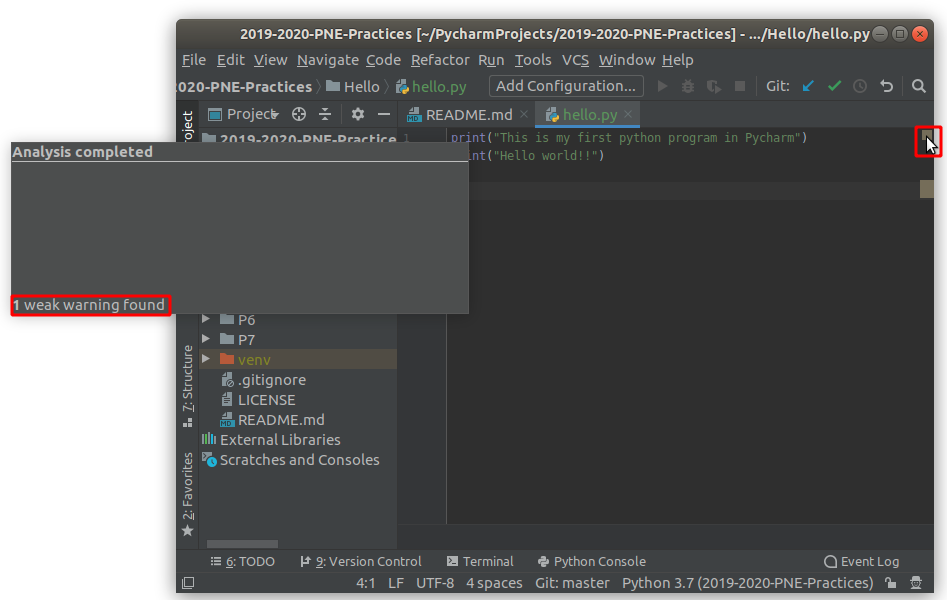 2019-2020-PNE-Practices [~/PycharmProjects/2019-2020-PNE-Practices] - .../Hello/hello.py
File Edit View Navigate Code Refactor Run Tools VCS Window Help
2020-PNE-Practices Hello hello.py Add Configuration... Git:
Project README.md hello.py
2019-2020-PNE-Practice
1 print("This is my first python program in Pycharm")
int("Hello world!!")
Analysis completed
1 weak warning found
P6
P7
venv
.gitignore
LICENSE
README.md
External Libraries
Scratches and Consoles
7: Structure
2: Favorites
6: TODO 9: Version Control Terminal Python Console Event Log
4:1 LF UTF-8 4 spaces Git: master Python 3.7 (2019-2020-PNE-Practices)